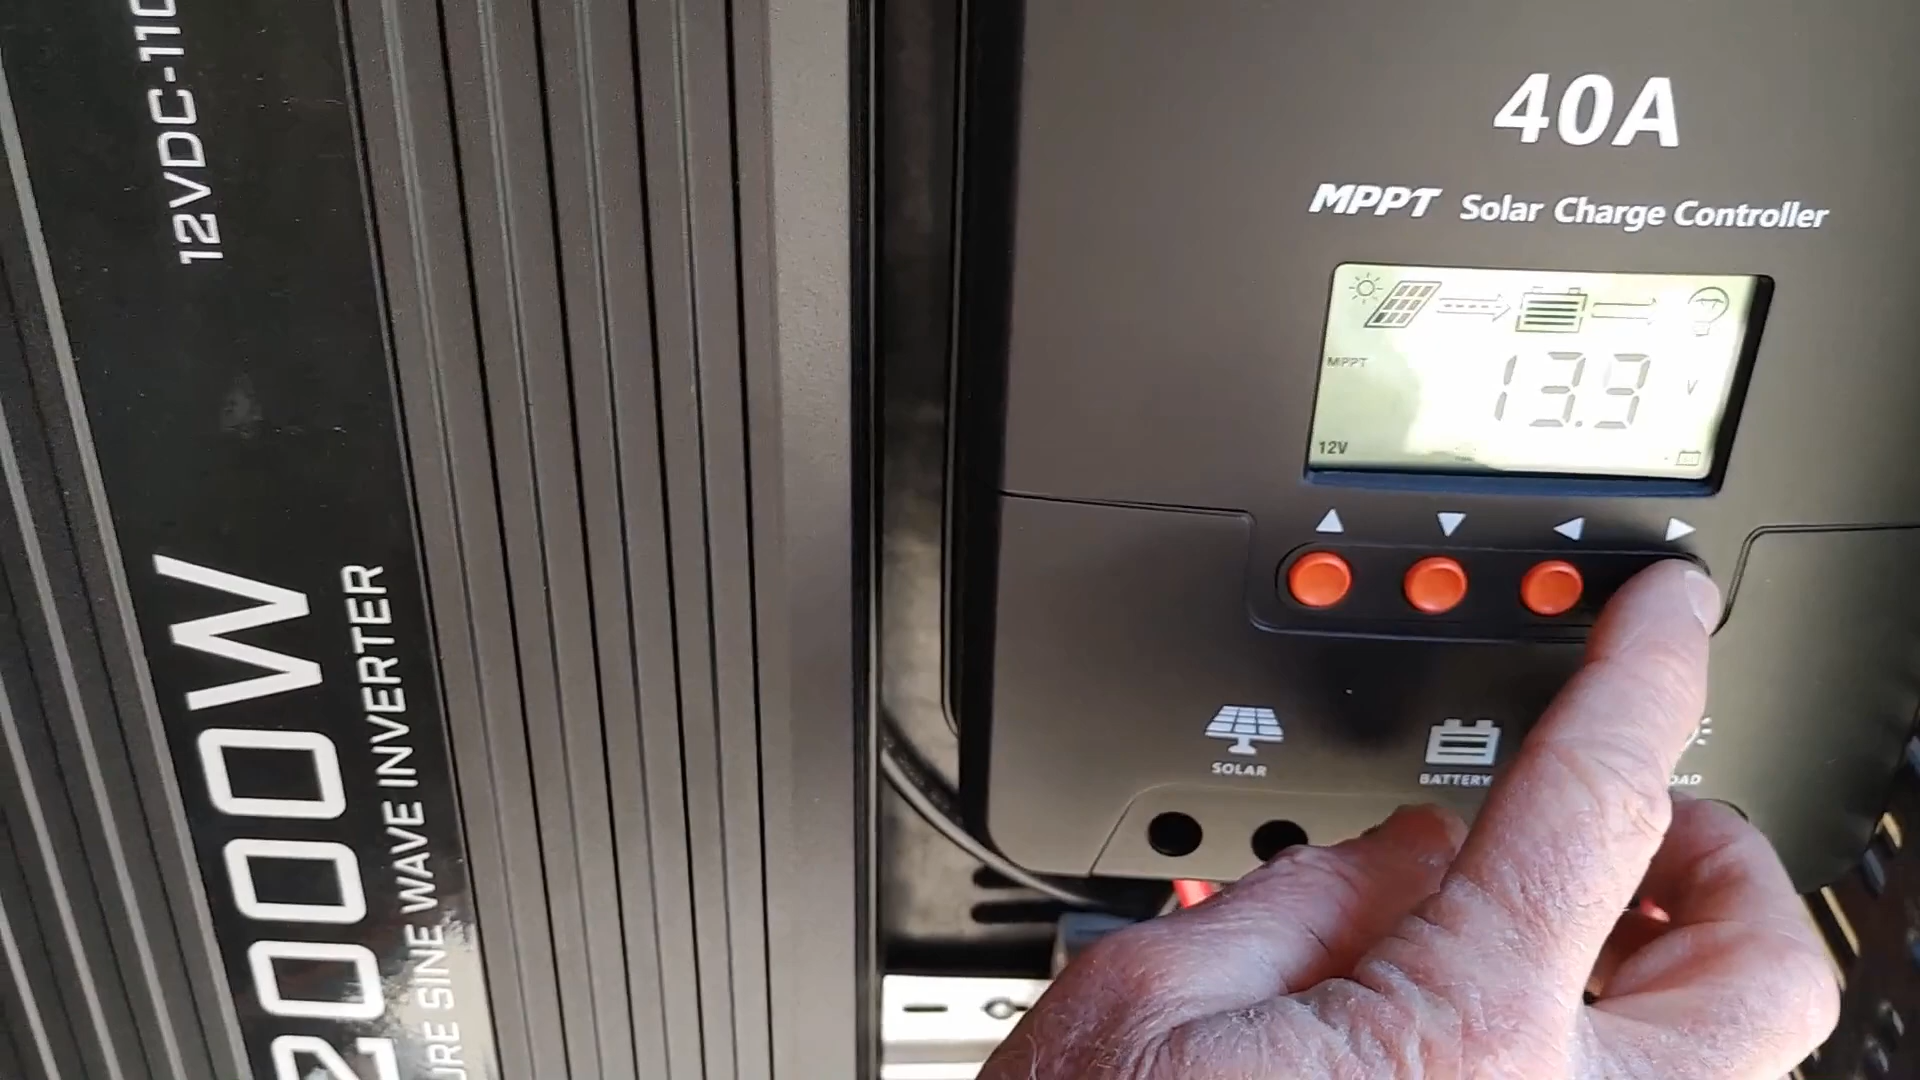 12VDC-110
2000W
URE SINE WAVE INVERTER
40A
MPPT Solar Charge Controller
MPPT
13.9 V
12V
SOLAR
BATTERY
OAD